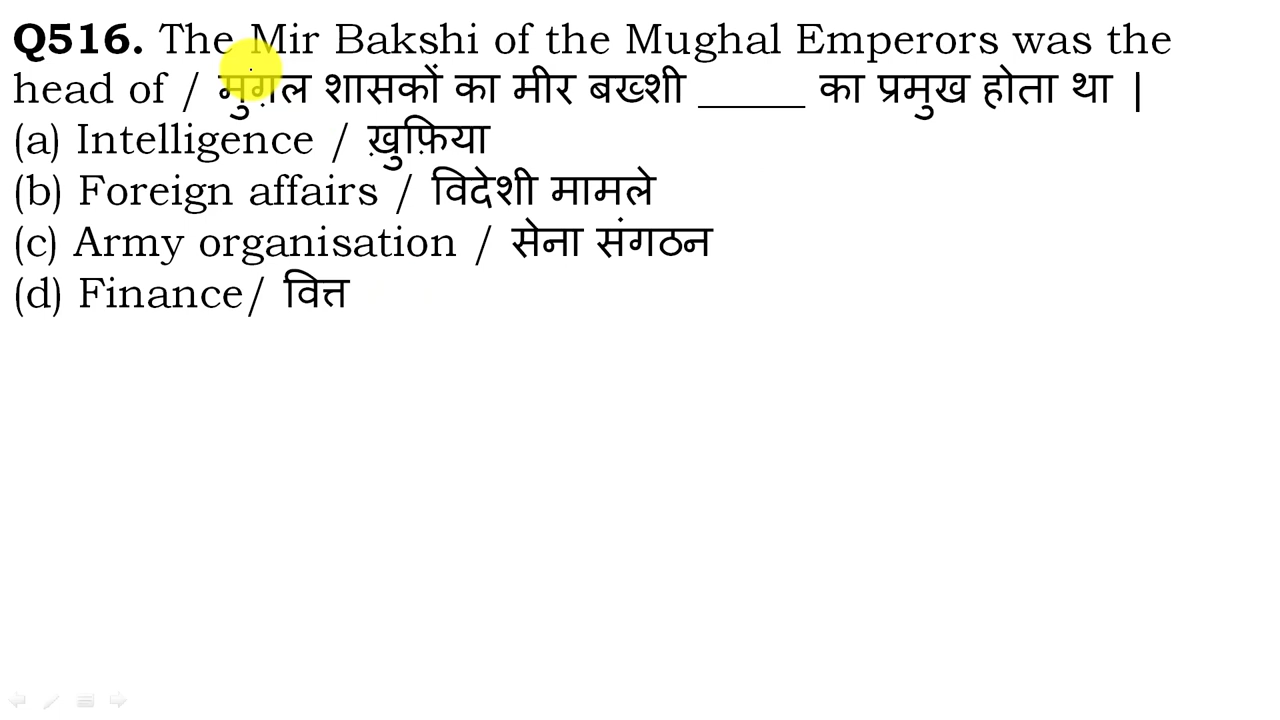 Q516. The Mir Bakshi of the Mughal Emperors was the
head of / मुग़ल शासकों का मीर बख्शी _____ का प्रमुख होता था |
(a) Intelligence / ख़ुफ़िया
(b) Foreign affairs / विदेशी मामले
(c) Army organisation / सेना संगठन
(d) Finance/ वित्त